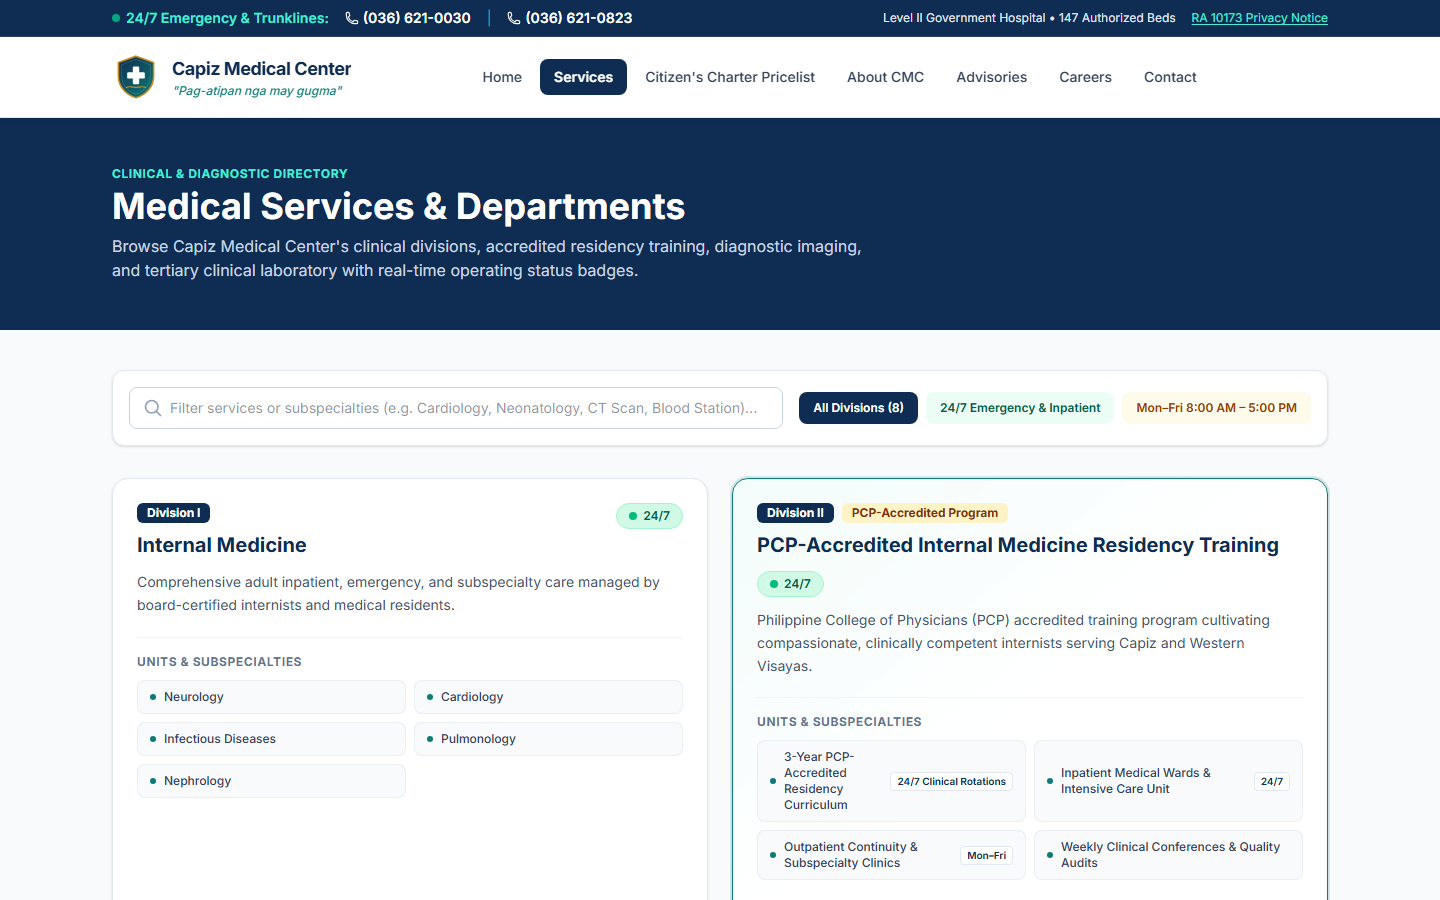 24/7 Emergency & Trunklines: (036) 621-0030 | (036) 621-0823 Level II Government Hospital • 147 Authorized Beds RA 10173 Privacy Notice
Capiz Medical Center
"Pag-atipan nga may gugma"
Home Services Citizen's Charter Pricelist About CMC Advisories Careers Contact
CLINICAL & DIAGNOSTIC DIRECTORY
Medical Services & Departments
Browse Capiz Medical Center's clinical divisions, accredited residency training, diagnostic imaging,
and tertiary clinical laboratory with real-time operating status badges.
Filter services or subspecialties (e.g. Cardiology, Neonatology, CT Scan, Blood Station)...
All Divisions (8) 24/7 Emergency & Inpatient Mon–Fri 8:00 AM – 5:00 PM
Division I
24/7
Internal Medicine
Comprehensive adult inpatient, emergency, and subspecialty care managed by
board-certified internists and medical residents.
UNITS & SUBSPECIALTIES
Neurology
Cardiology
Infectious Diseases
Pulmonology
Nephrology
Division II PCP-Accredited Program
PCP-Accredited Internal Medicine Residency Training
24/7
Philippine College of Physicians (PCP) accredited training program cultivating
compassionate, clinically competent internists serving Capiz and Western
Visayas.
UNITS & SUBSPECIALTIES
3-Year PCP-
Accredited
Residency
Curriculum
24/7 Clinical Rotations
Inpatient Medical Wards &
Intensive Care Unit
24/7
Outpatient Continuity &
Subspecialty Clinics
Mon–Fri
Weekly Clinical Conferences & Quality
Audits